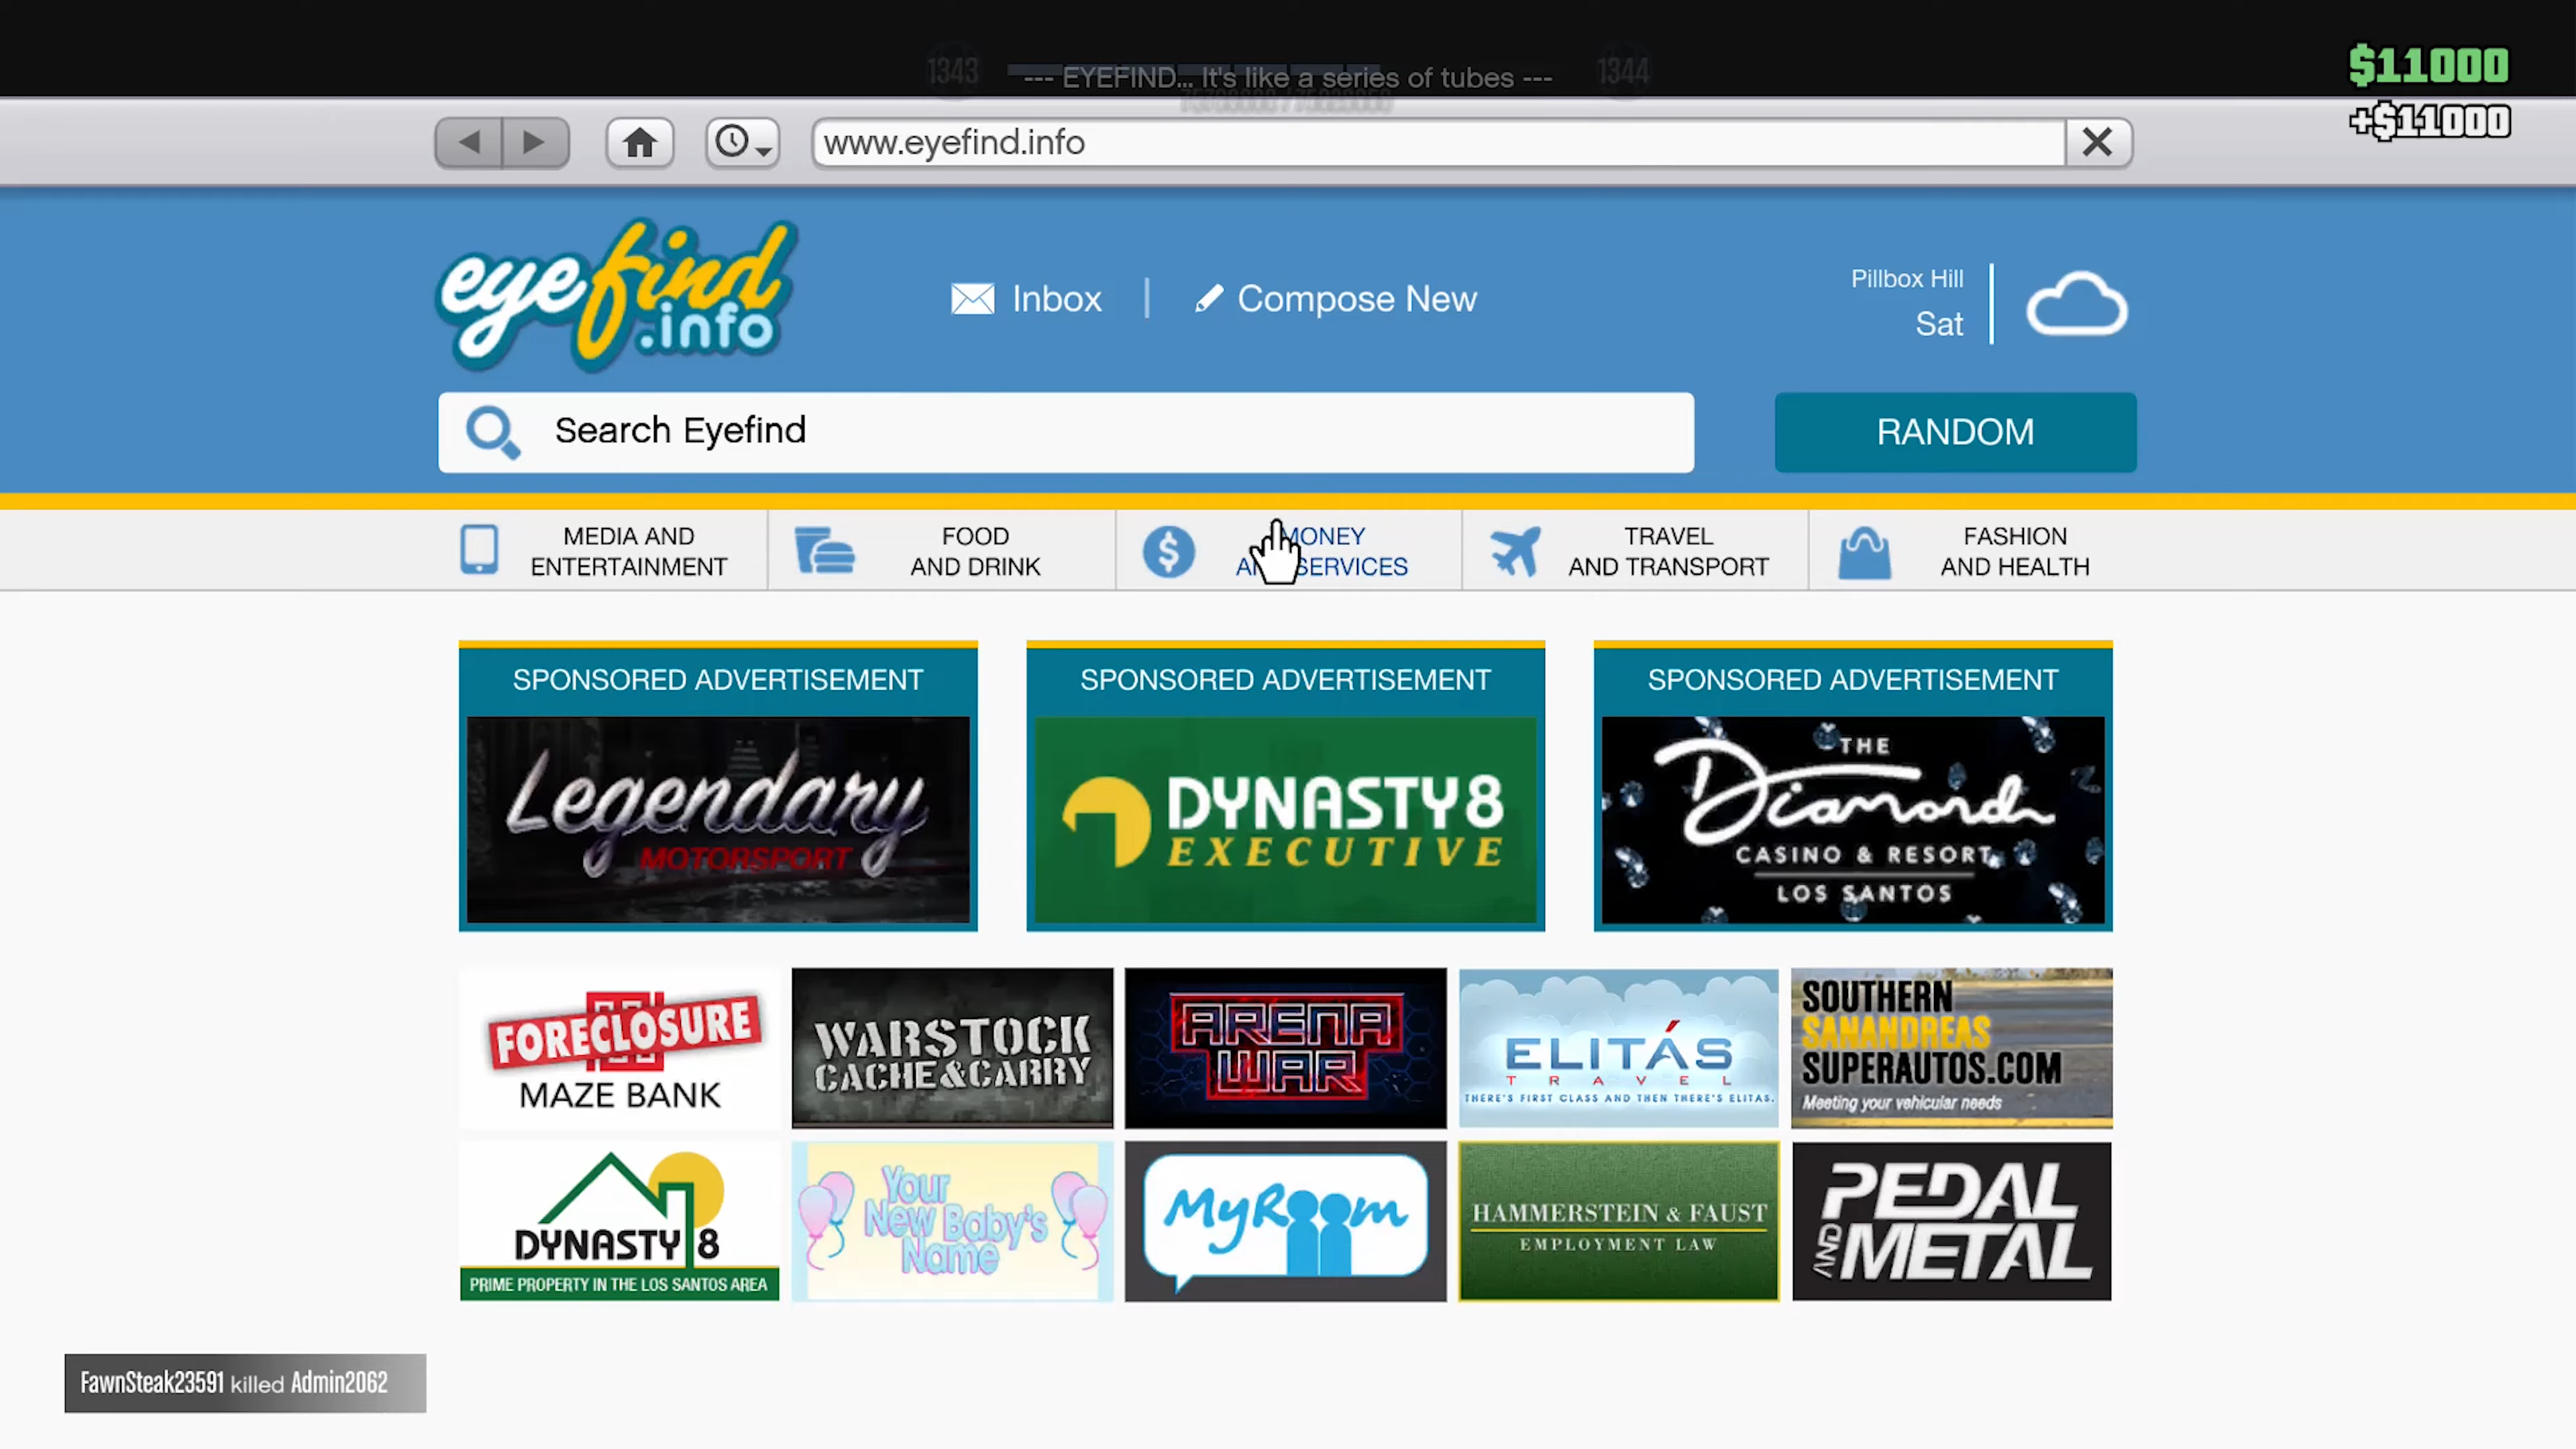 1343
--- EYEFIND... It's like a series of tubes ---
1344
$11000
+$11000
www.eyefind.info
eyefind
.info
Inbox
Compose New
Pillbox Hill
Sat
Search Eyefind
RANDOM
MEDIA AND
ENTERTAINMENT
FOOD
AND DRINK
MONEY
AND SERVICES
TRAVEL
AND TRANSPORT
FASHION
AND HEALTH
SPONSORED ADVERTISEMENT
Legendary
MOTORSPORT
SPONSORED ADVERTISEMENT
DYNASTY8
EXECUTIVE
SPONSORED ADVERTISEMENT
THE
Diamond
CASINO & RESORT
LOS SANTOS
FORECLOSURE
MAZE BANK
WARSTOCK
CACHE&CARRY
ARENA
WAR
ELITÁS
TRAVEL
THERE'S FIRST CLASS AND THEN THERE'S ELITAS.
SOUTHERN
SANANDREAS
SUPERAUTOS.COM
Meeting your vehicular needs
DYNASTY 8
PRIME PROPERTY IN THE LOS SANTOS AREA
Your
New Baby's
Name
MyRoom
HAMMERSTEIN & FAUST
EMPLOYMENT LAW
PEDAL
AND METAL
FawnSteak23591 killed Admin2062